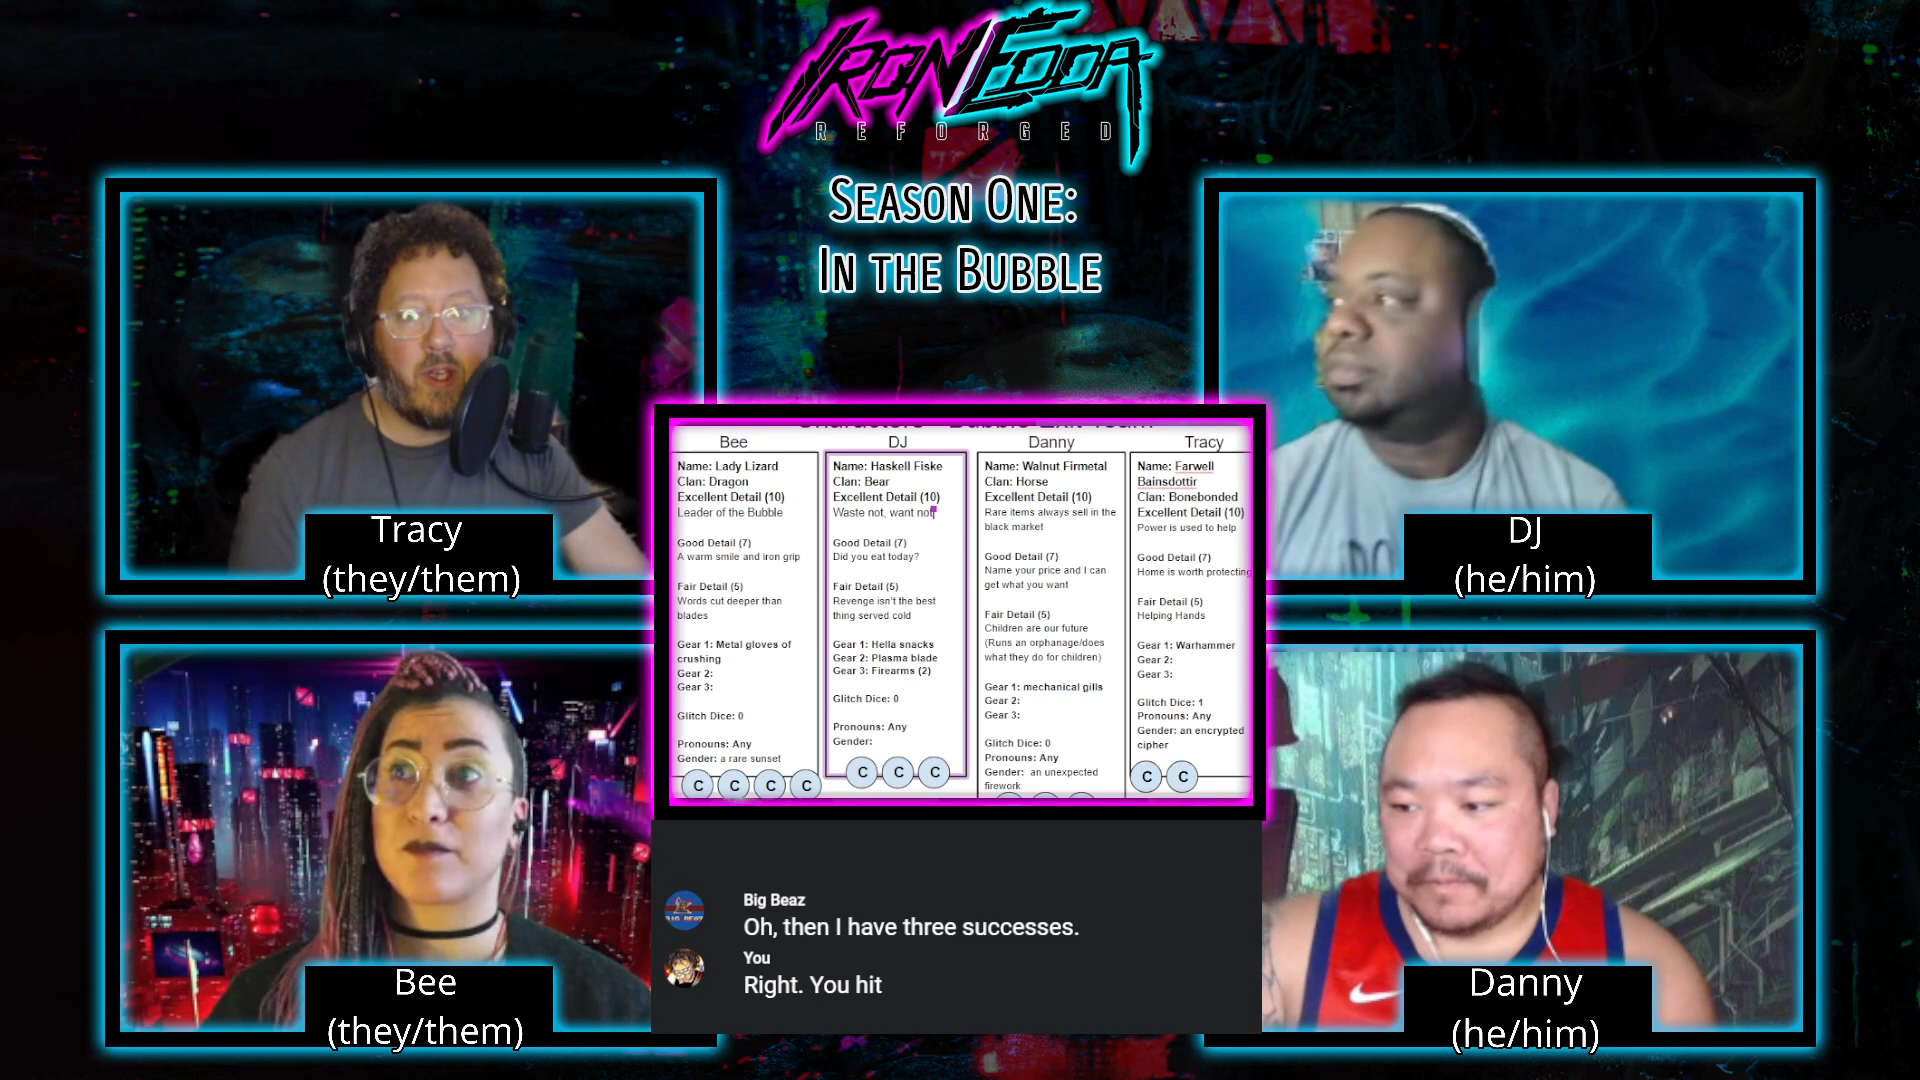 IRON EDDA
REFORGED
SEASON ONE:
IN THE BUBBLE
Tracy
(they/them)
DJ
(he/him)
Bee
(they/them)
Danny
(he/him)
Characters - Bubble Exit Team
Bee
Name: Lady Lizard
Clan: Dragon
Excellent Detail (10)
Leader of the Bubble
Good Detail (7)
A warm smile and iron grip
Fair Detail (5)
Words cut deeper than
blades
Gear 1: Metal gloves of
crushing
Gear 2:
Gear 3:
Glitch Dice: 0
Pronouns: Any
Gender: a rare sunset
C C C C
DJ
Name: Haskell Fiske
Clan: Bear
Excellent Detail (10)
Waste not, want not
Good Detail (7)
Did you eat today?
Fair Detail (5)
Revenge isn't the best
thing served cold
Gear 1: Hella snacks
Gear 2: Plasma blade
Gear 3: Firearms (2)
Glitch Dice: 0
Pronouns: Any
Gender:
C C C
Danny
Name: Walnut Firmetal
Clan: Horse
Excellent Detail (10)
Rare items always sell in the
black market
Good Detail (7)
Name your price and I can
get what you want
Fair Detail (5)
Children are our future
(Runs an orphanage/does
what they do for children)
Gear 1: mechanical gills
Gear 2:
Gear 3:
Glitch Dice: 0
Pronouns: Any
Gender: an unexpected
firework
Tracy
Name: Farwell
Bainsdottir
Clan: Bonebonded
Excellent Detail (10)
Power is used to help
Good Detail (7)
Home is worth protecting
Fair Detail (5)
Helping Hands
Gear 1: Warhammer
Gear 2:
Gear 3:
Glitch Dice: 1
Pronouns: Any
Gender: an encrypted
cipher
C C
Big Beaz
Oh, then I have three successes.
You
Right. You hit